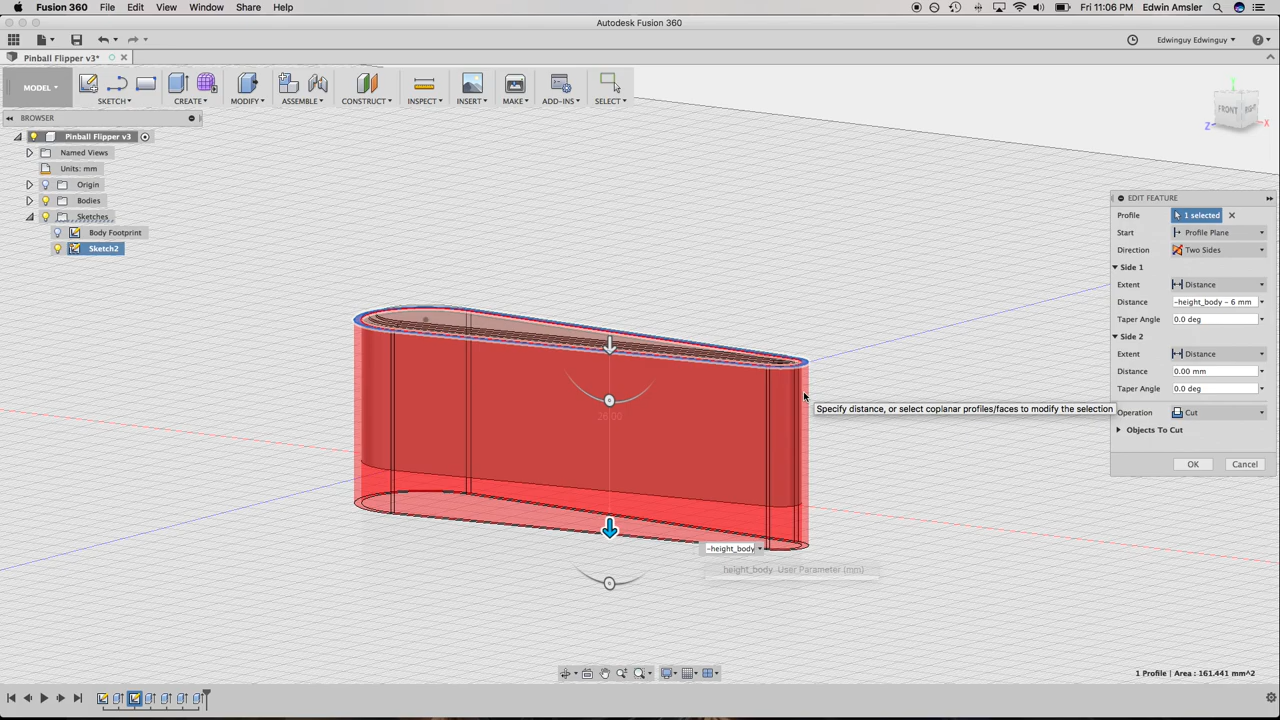 Fusion 360 File Edit View Window Share Help
Fri 11:06 PM Edwin Amsler
Autodesk Fusion 360
Edwinguy Edwinguy
Pinball Flipper v3*
MODEL
SKETCH CREATE MODIFY ASSEMBLE CONSTRUCT INSPECT INSERT MAKE ADD-INS SELECT
BROWSER
Pinball Flipper v3
Named Views
Units: mm
Origin
Bodies
Sketches
Body Footprint
Sketch2
FRONT
Z
X
EDIT FEATURE
Profile 1 selected
Start Profile Plane
Direction Two Sides
Side 1
Extent Distance
Distance -height_body - 6 mm
Taper Angle 0.0 deg
Side 2
Extent Distance
Distance 0.00 mm
Taper Angle 0.0 deg
Operation Cut
Objects To Cut
OK Cancel
Specify distance, or select coplanar profiles/faces to modify the selection
26.00
-height_body
height_body User Parameter (mm)
1 Profile | Area : 161.441 mm^2